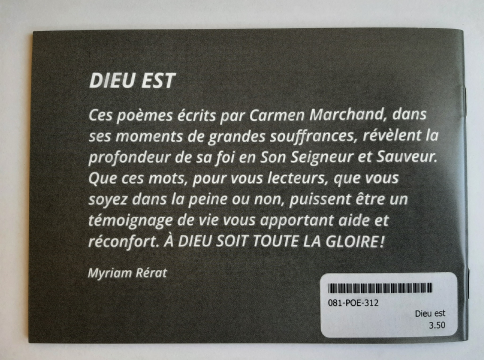 DIEU EST
Ces poèmes écrits par Carmen Marchand, dans
ses moments de grandes souffrances, révèlent la
profondeur de sa foi en Son Seigneur et Sauveur.
Que ces mots, pour vous lecteurs, que vous
soyez dans la peine ou non, puissent être un
témoignage de vie vous apportant aide et
réconfort. À DIEU SOIT TOUTE LA GLOIRE!
Myriam Rérat
081-POE-312
Dieu est
3.50